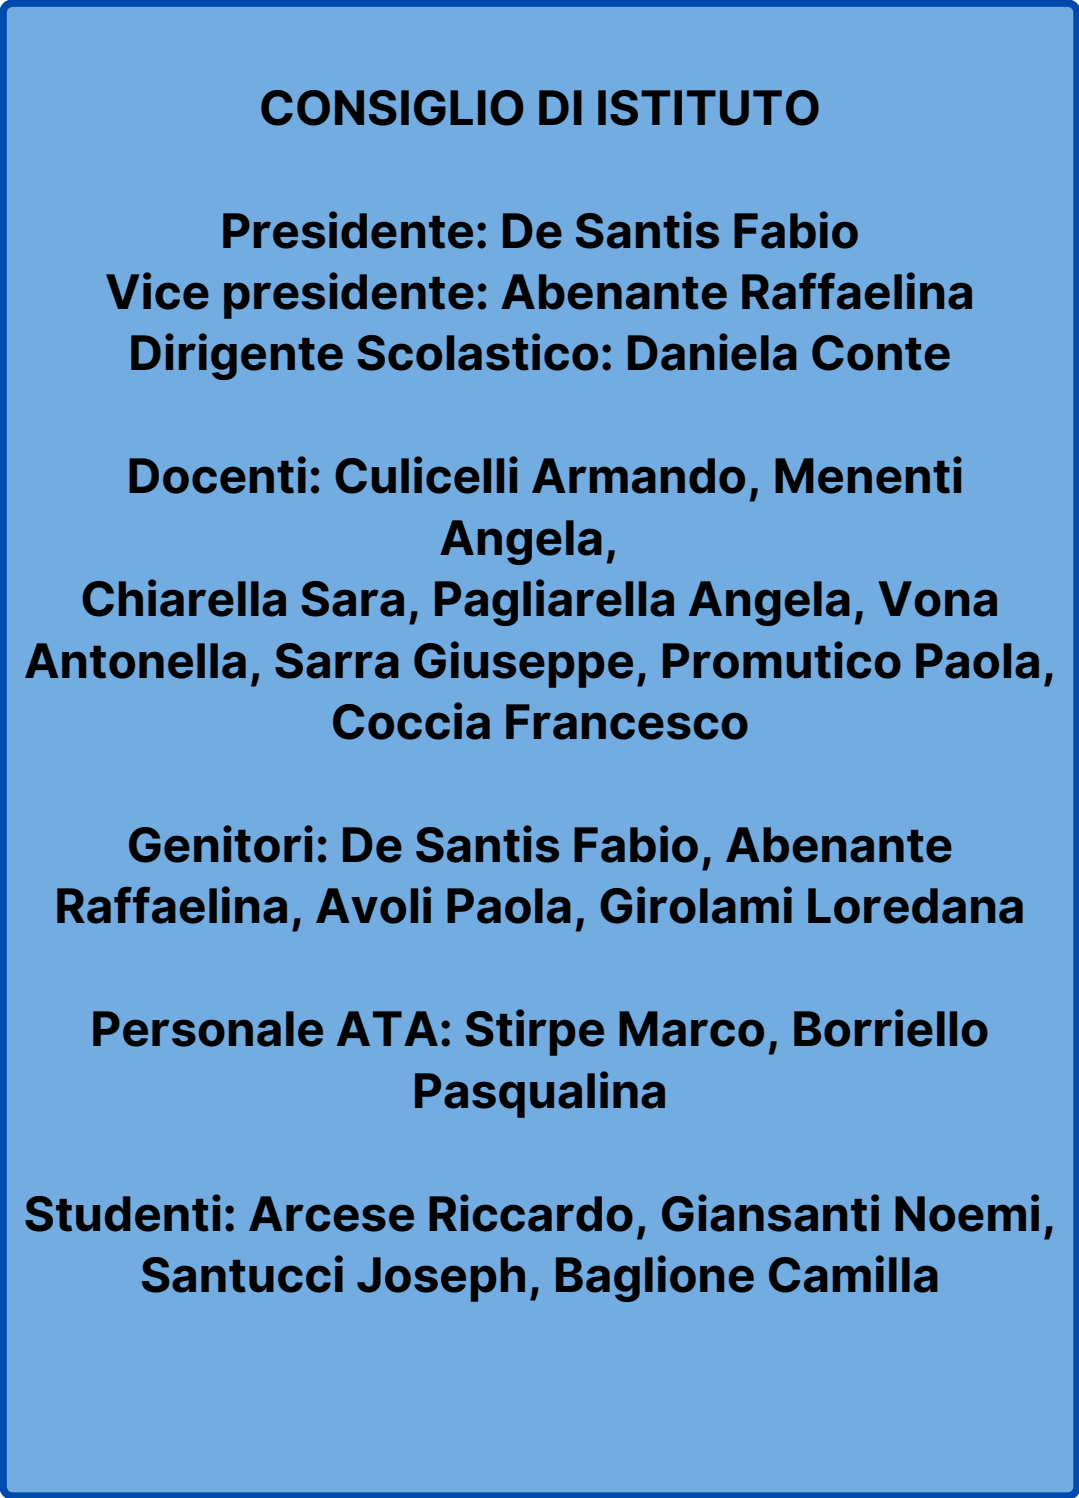 CONSIGLIO DI ISTITUTO
Presidente: De Santis Fabio
Vice presidente: Abenante Raffaelina
Dirigente Scolastico: Daniela Conte
Docenti: Culicelli Armando, Menenti
Angela,
Chiarella Sara, Pagliarella Angela, Vona
Antonella, Sarra Giuseppe, Promutico Paola,
Coccia Francesco
Genitori: De Santis Fabio, Abenante
Raffaelina, Avoli Paola, Girolami Loredana
Personale ATA: Stirpe Marco, Borriello
Pasqualina
Studenti: Arcese Riccardo, Giansanti Noemi,
Santucci Joseph, Baglione Camilla